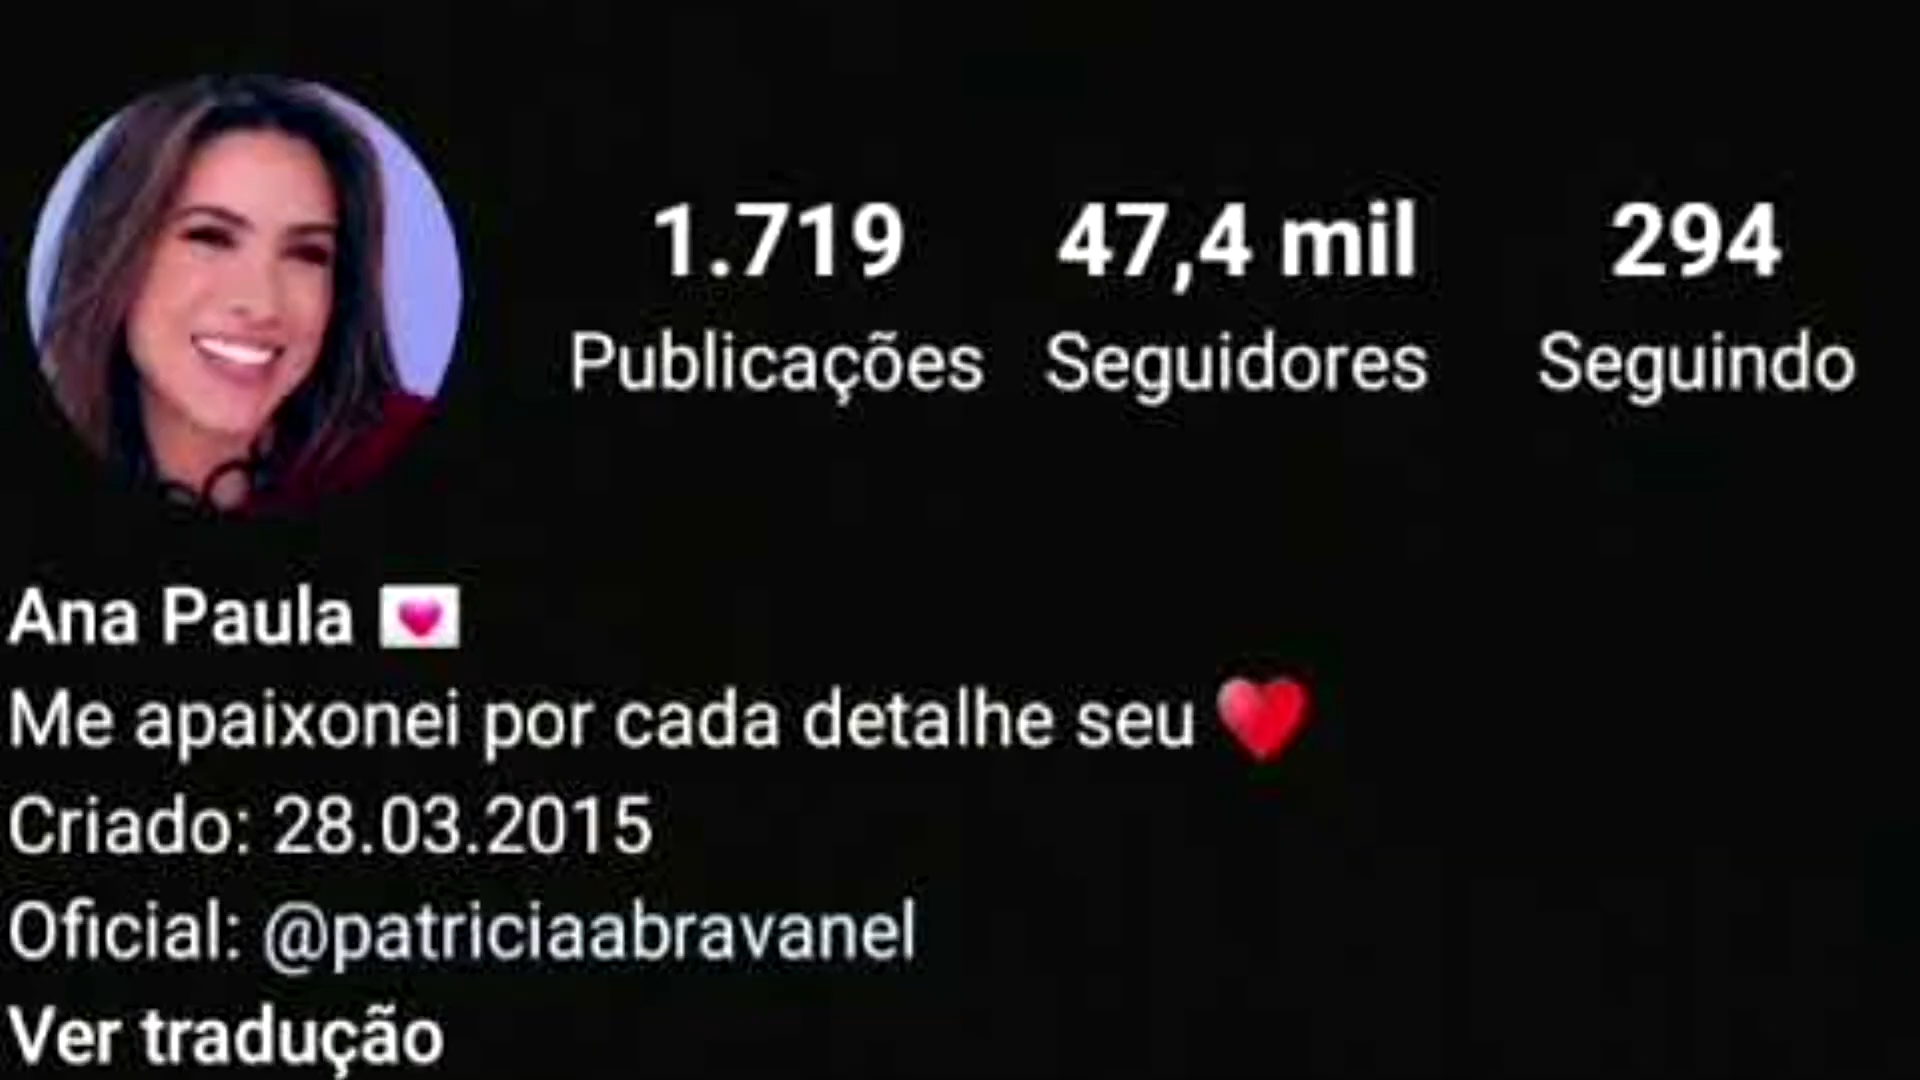 1.719 47,4 mil 294
Publicações Seguidores Seguindo
Ana Paula 💌
Me apaixonei por cada detalhe seu ❤️
Criado: 28.03.2015
Oficial: @patriciaabravanel
Ver tradução